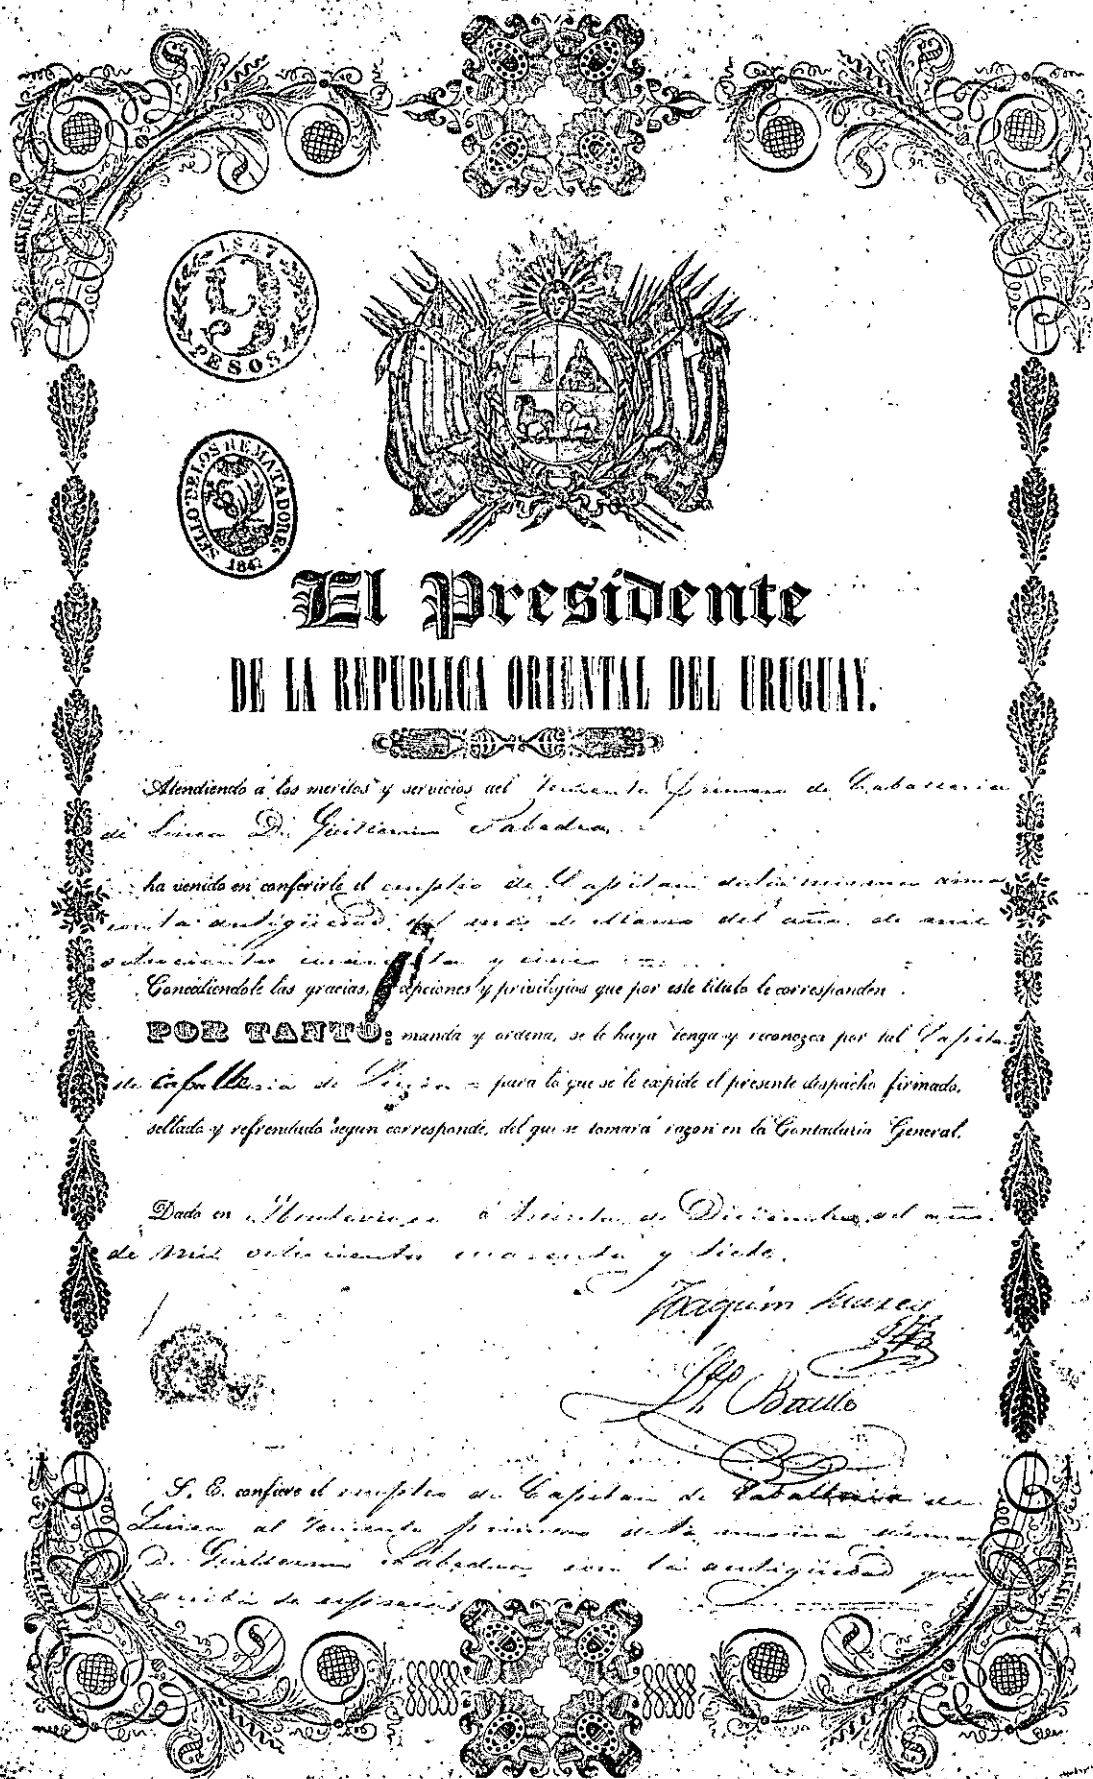 1847
9
PESOS
SELLO DE LOS REMATADORES
1847
El Presidente
DE LA REPUBLICA ORIENTAL DEL URUGUAY.
Atendiendo á los meritos y servicios del Teniente Primero de Caballeria
de Linea Dn
ha venido en conferirle el empleo de Capitan de la misma arma
con la antigüedad del mes de del año de mil
ochocientos cuarenta y cinco
Concediendole las gracias, y privilegios que por este titulo le corresponden.
POR TANTO: manda y ordena, se le haya tenga y reconozca por tal Capitan
de Caballeria de Linea = para lo que se le expide el presente despacho firmado,
sellado y refrendado segun corresponde, del que se tomará razon en la Contaduria General.
Dado en Montevideo á treinta de Diciembre del año
de mil ochocientos cuarenta y siete.
Joaquin Suarez
Batlle
S. E. confiere el empleo de Capitan de Caballeria de
Linea al Teniente primero de la misma arma
Dn con la antigüedad que
arriba se expresa